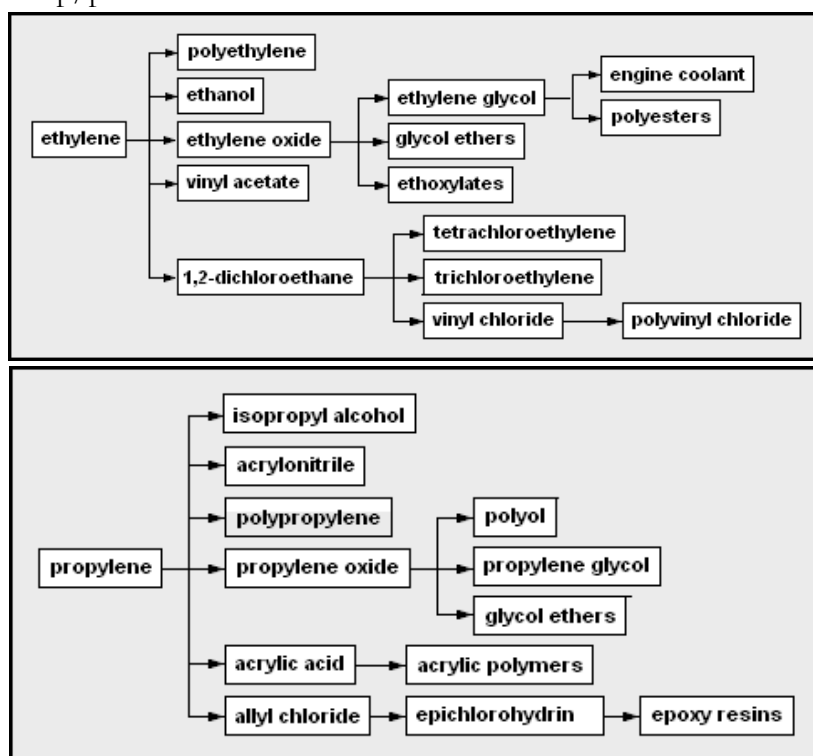 polyethylene
ethanol
ethylene
ethylene oxide
vinyl acetate
1,2-dichloroethane
ethylene glycol
glycol ethers
ethoxylates
engine coolant
polyesters
tetrachloroethylene
trichloroethylene
vinyl chloride
polyvinyl chloride
isopropyl alcohol
acrylonitrile
polypropylene
propylene
propylene oxide
polyol
propylene glycol
glycol ethers
acrylic acid
acrylic polymers
allyl chloride
epichlorohydrin
epoxy resins